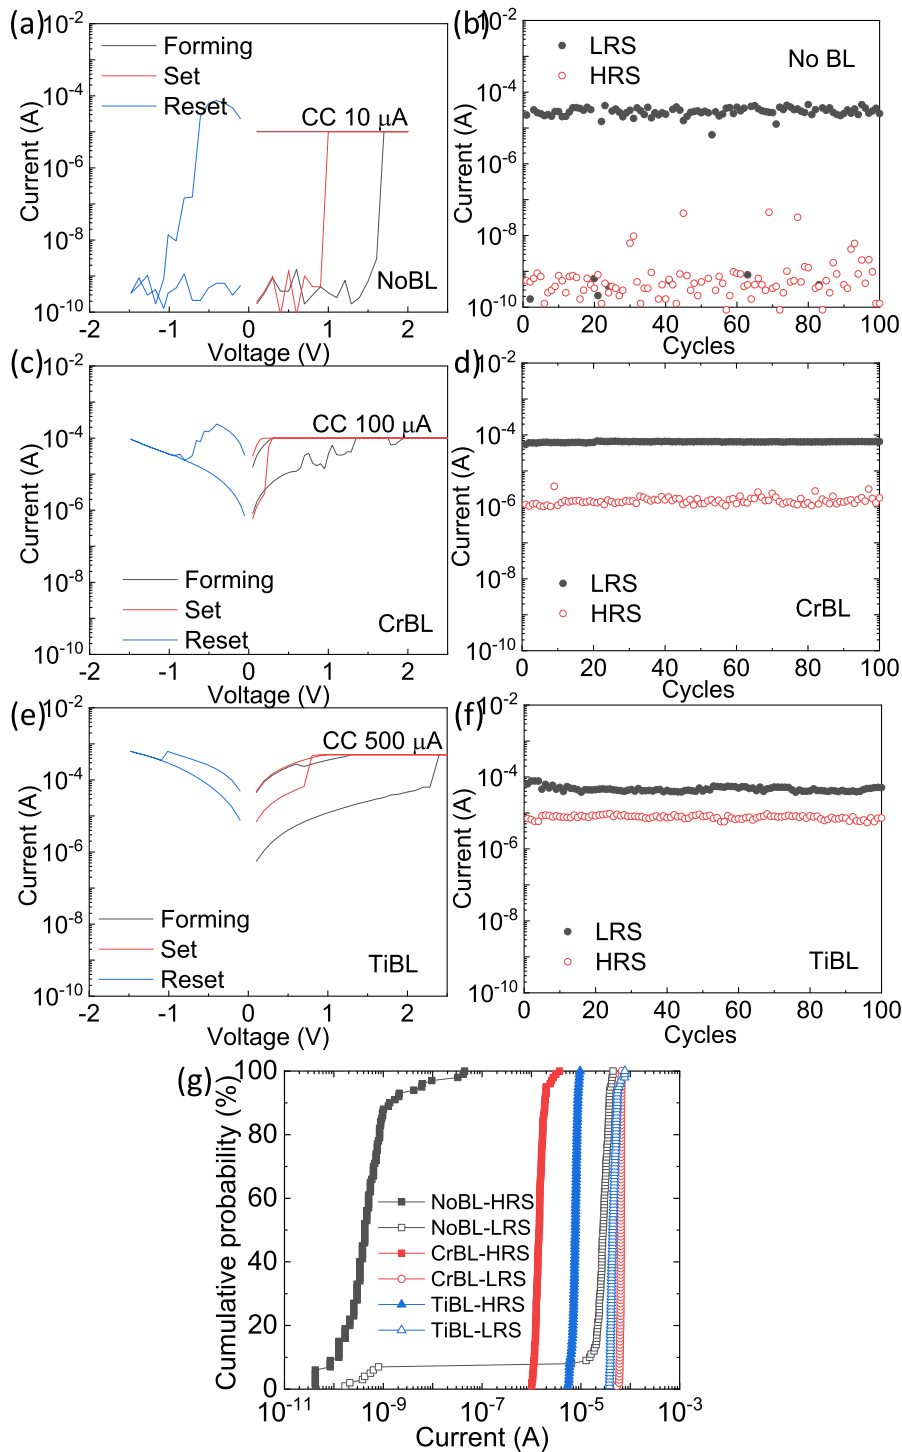 (a)
10⁻²
10⁻⁴
10⁻⁶
10⁻⁸
10⁻¹⁰
Current (A)
Forming
Set
Reset
CC 10 μA
NoBL
-2 -1 0 1 2
Voltage (V)
(b)
10⁻²
10⁻⁴
10⁻⁶
10⁻⁸
10⁻¹⁰
Current (A)
LRS
HRS
No BL
0 20 40 60 80 100
Cycles
(c)
10⁻²
10⁻⁴
10⁻⁶
10⁻⁸
10⁻¹⁰
Current (A)
CC 100 μA
Forming
Set
Reset
CrBL
-2 -1 0 1 2
Voltage (V)
(d)
10⁻²
10⁻⁴
10⁻⁶
10⁻⁸
10⁻¹⁰
Current (A)
LRS
HRS
CrBL
0 20 40 60 80 100
Cycles
(e)
10⁻²
10⁻⁴
10⁻⁶
10⁻⁸
10⁻¹⁰
Current (A)
CC 500 μA
Forming
Set
Reset
TiBL
-2 -1 0 1 2
Voltage (V)
(f)
10⁻²
10⁻⁴
10⁻⁶
10⁻⁸
10⁻¹⁰
Current (A)
LRS
HRS
TiBL
0 20 40 60 80 100
Cycles
(g)
100
80
60
40
20
0
Cumulative probability (%)
NoBL-HRS
NoBL-LRS
CrBL-HRS
CrBL-LRS
TiBL-HRS
TiBL-LRS
10⁻¹¹ 10⁻⁹ 10⁻⁷ 10⁻⁵ 10⁻³
Current (A)